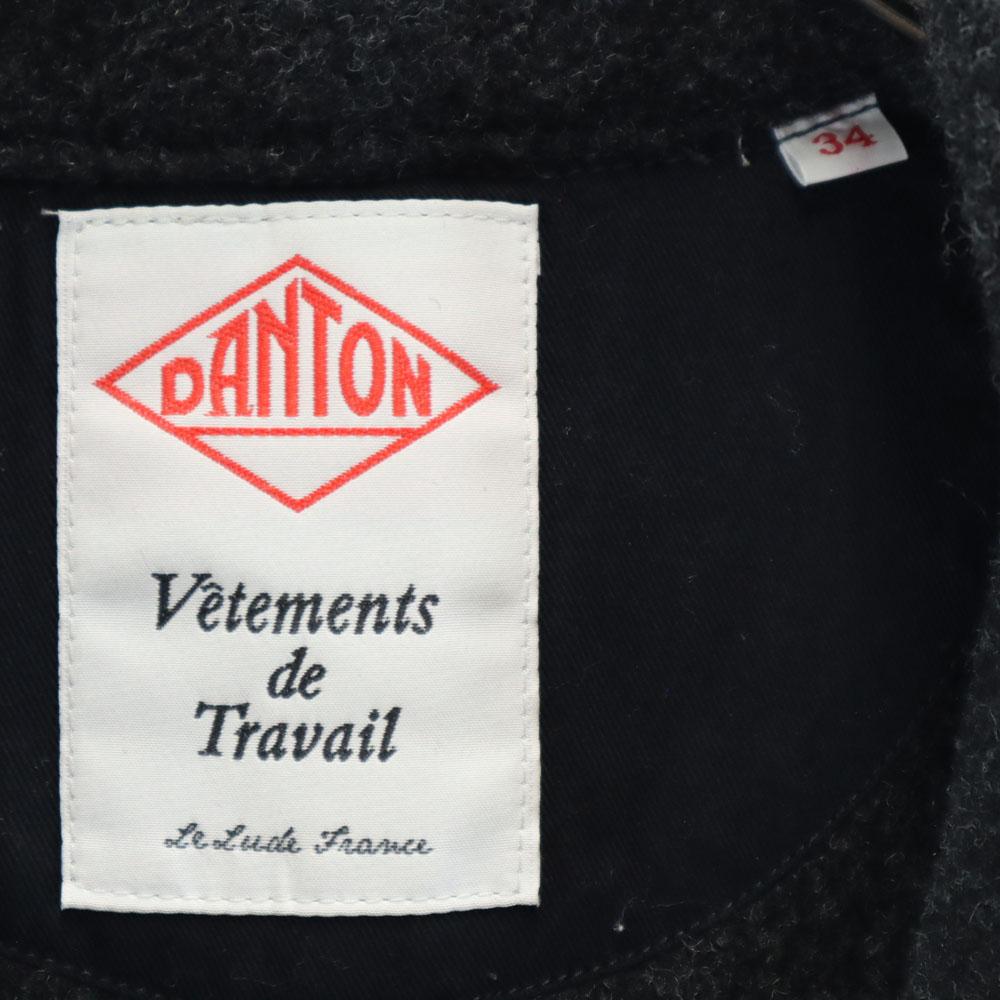 34
DANTON
Vêtements
de
Travail
Le Lude France